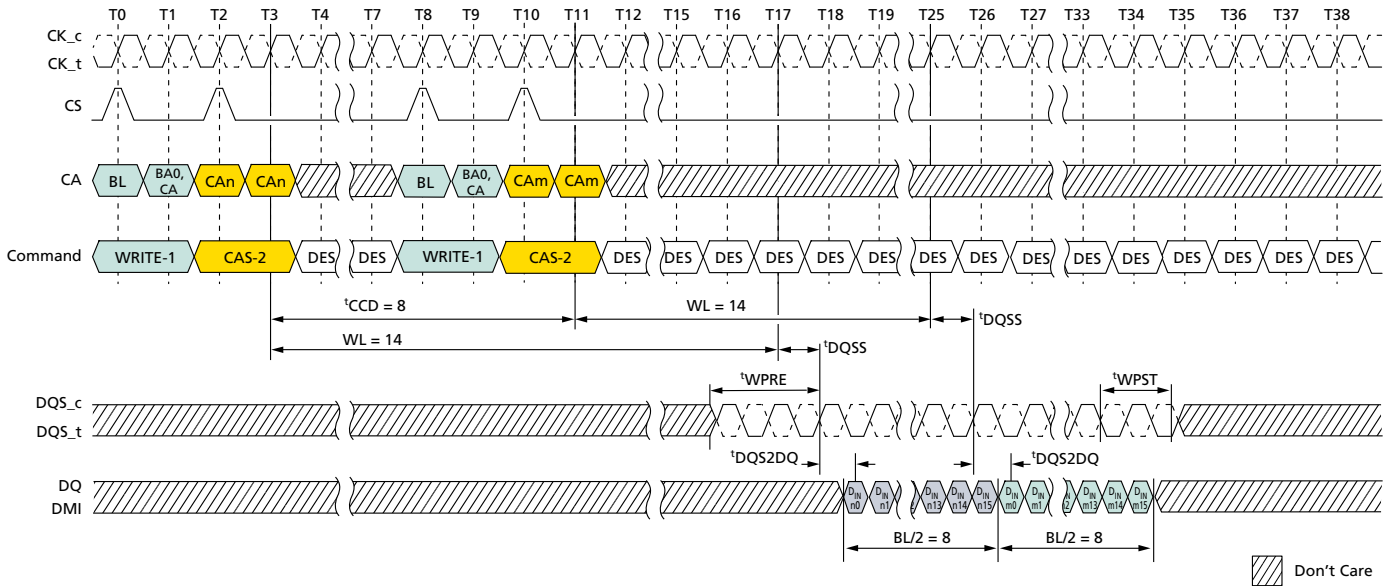 T0 T1 T2 T3 T4 T7 T8 T9 T10 T11 T12 T15 T16 T17 T18 T19 T25 T26 T27 T33 T34 T35 T36 T37 T38
CK_c
CK_t
CS
CA BL BA0, CA CAn CAn BL BA0, CA CAm CAm
Command WRITE-1 CAS-2 DES DES WRITE-1 CAS-2 DES DES DES DES DES DES DES DES DES DES DES DES DES DES DES
tCCD = 8 WL = 14 tDQSS
WL = 14 tDQSS
tWPRE tWPST
DQS_c
DQS_t
tDQS2DQ tDQS2DQ
DQ
DMI
DIN n0 DIN n1 DIN n13 DIN n14 DIN n15 DIN m0 DIN m1 DIN m13 DIN m14 DIN m15
BL/2 = 8 BL/2 = 8
Don't Care